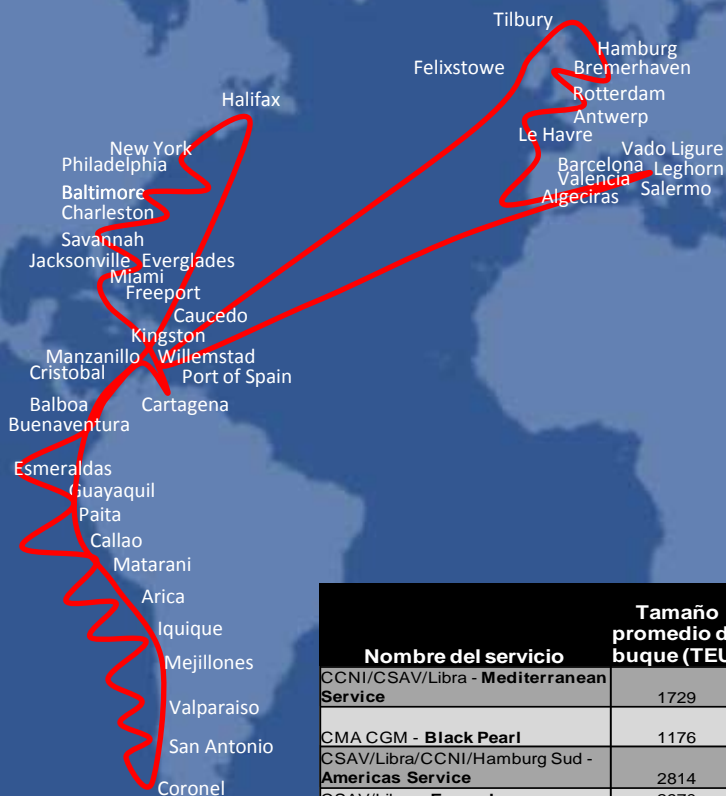 Tilbury
Hamburg
Felixstowe
Bremerhaven
Rotterdam
Halifax
Antwerp
Le Havre
New York
Vado Ligure
Philadelphia
Barcelona
Leghorn
Valencia
Baltimore
Salermo
Algeciras
Charleston
Savannah
Jacksonville
Everglades
Miami
Freeport
Caucedo
Kingston
Manzanillo
Willemstad
Cristobal
Port of Spain
Balboa
Cartagena
Buenaventura
Esmeraldas
Guayaquil
Paita
Callao
Matarani
Arica
Iquique
Mejillones
Valparaiso
San Antonio
Coronel
Nombre del servicio
Tamaño
promedio d
buque (TEU
CCNI/CSAV/Libra - Mediterranean
Service
1729
CMA CGM - Black Pearl
1176
CSAV/Libra/CCNI/Hamburg Sud -
Americas Service
2814